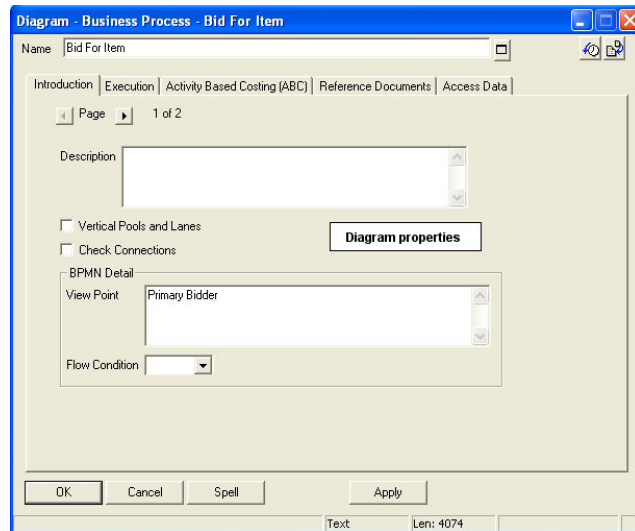 Diagram - Business Process - Bid For Item
Name Bid For Item
Introduction Execution Activity Based Costing (ABC) Reference Documents Access Data
Page 1 of 2
Description
Vertical Pools and Lanes
Diagram properties
Check Connections
BPMN Detail
View Point Primary Bidder
Flow Condition
OK Cancel Spell Apply
Text Len: 4074